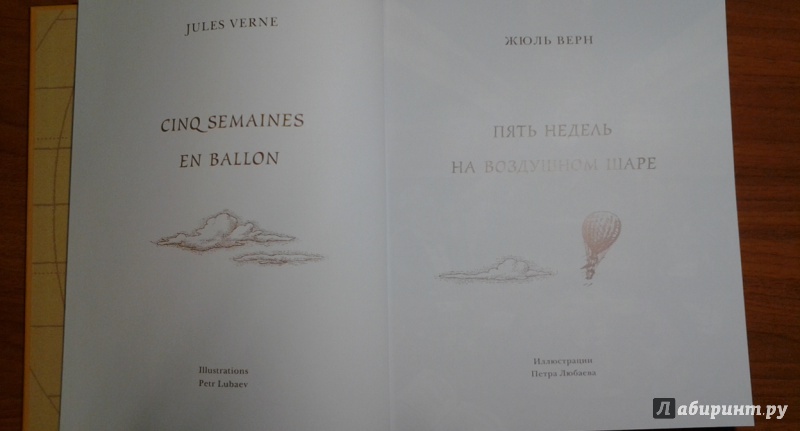 JULES VERNE
CINQ SEMAINES
EN BALLON
Illustrations
Petr Lubaev
ЖЮЛЬ ВЕРН
ПЯТЬ НЕДЕЛЬ
НА ВОЗДУШНОМ ШАРЕ
Иллюстрации
Петра Любаева
Лабиринт.ру